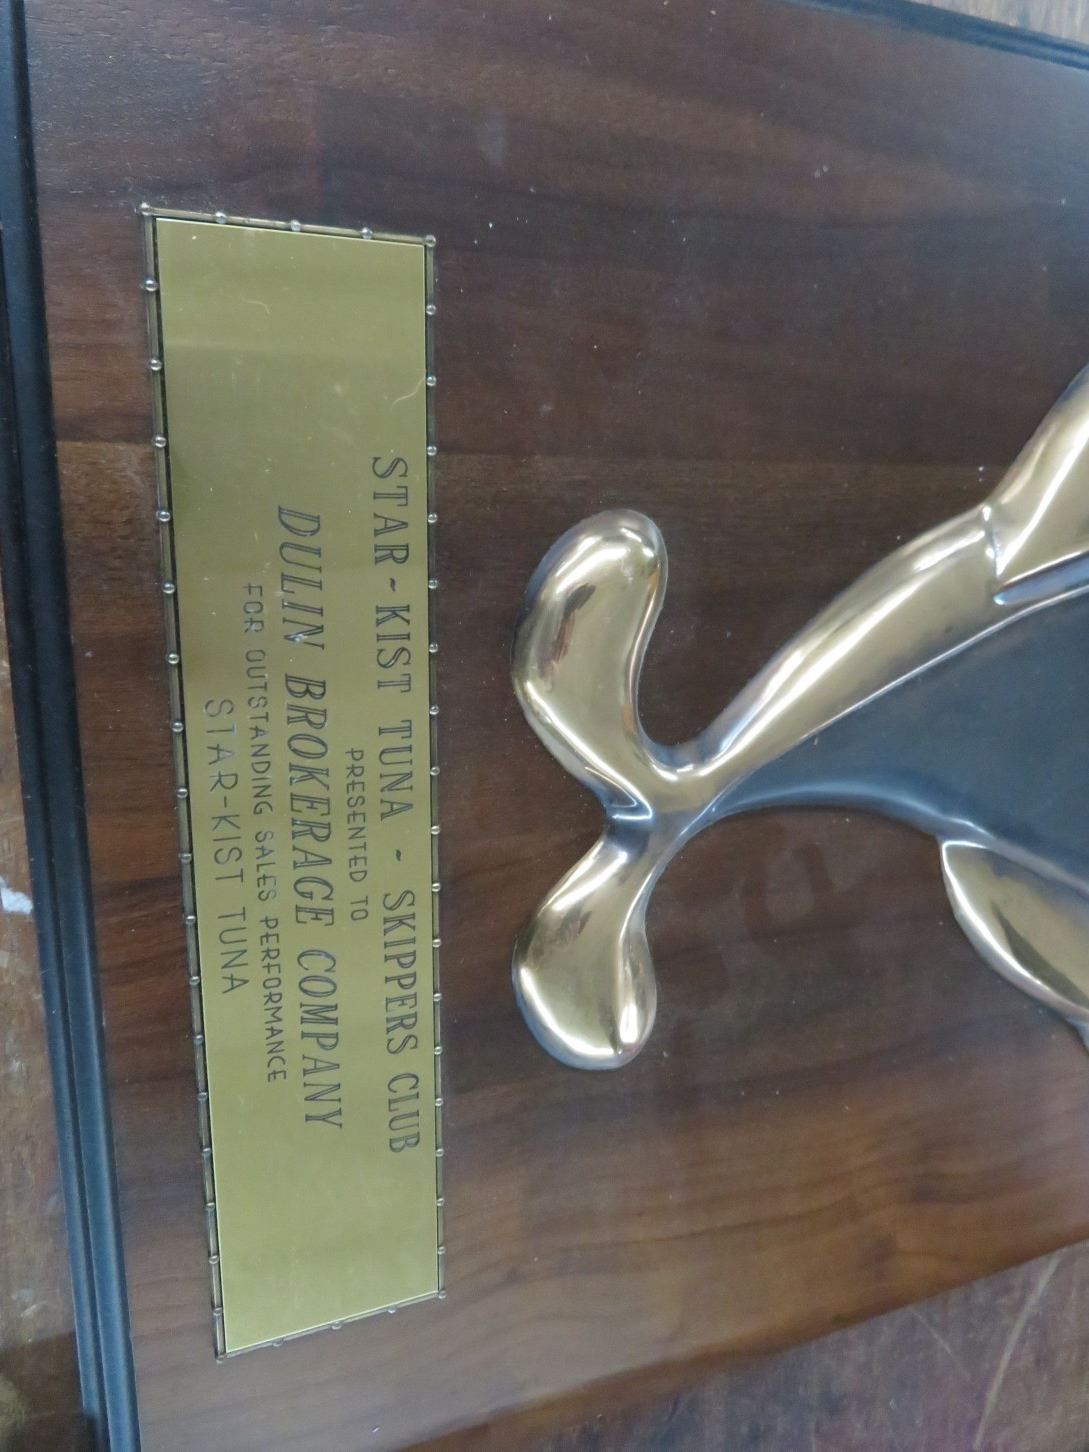 STAR-KIST TUNA - SKIPPERS CLUB
PRESENTED TO
DULIN BROKERAGE COMPANY
FOR OUTSTANDING SALES PERFORMANCE
STAR-KIST TUNA